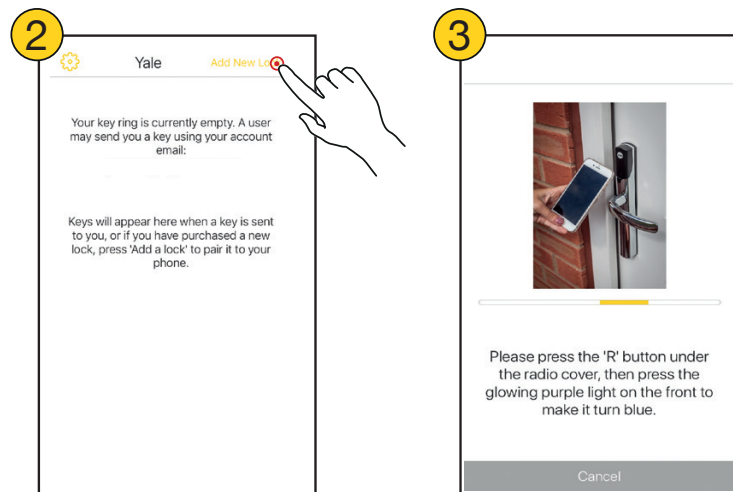 2
Yale
Add New Lo
Your key ring is currently empty. A user
may send you a key using your account
email:
Keys will appear here when a key is sent
to you, or if you have purchased a new
lock, press 'Add a lock' to pair it to your
phone.
3
Please press the 'R' button under
the radio cover, then press the
glowing purple light on the front to
make it turn blue.
Cancel